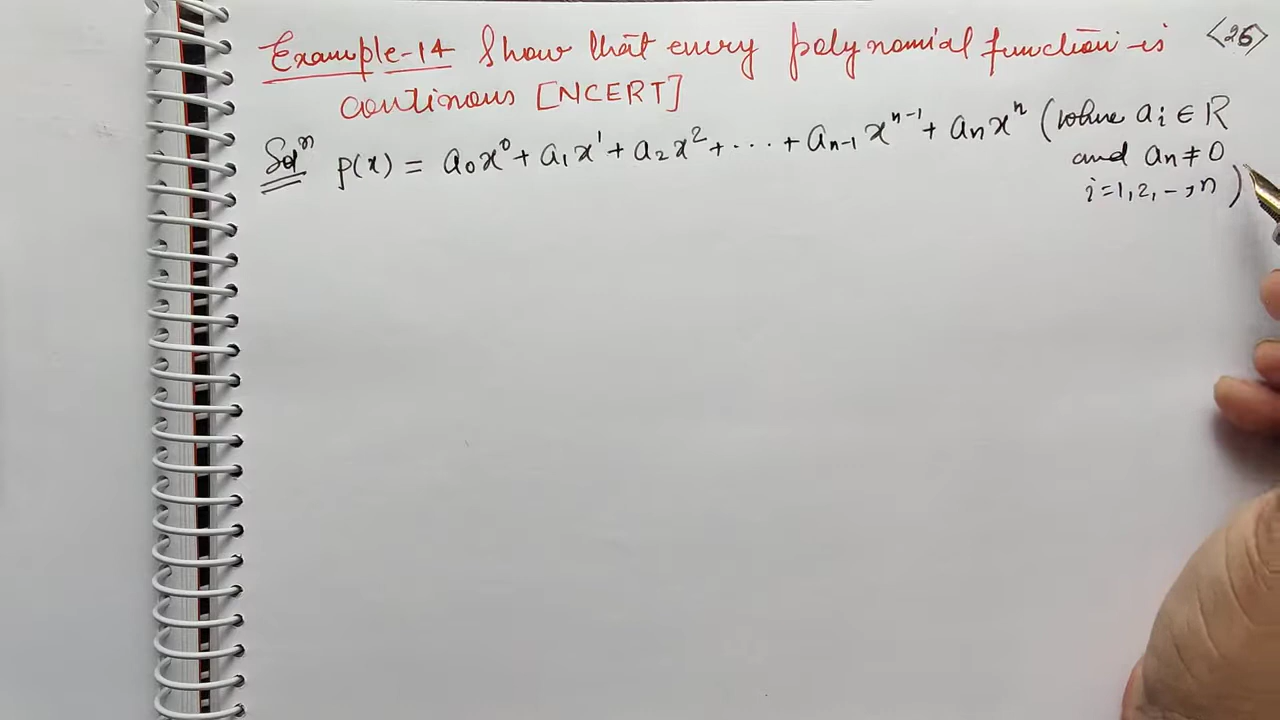 Example-14 Show that every polynomial function is <26>
continous [NCERT]
Solⁿ p(x) = a₀x⁰ + a₁x¹ + a₂x² + ... + aₙ₋₁xⁿ⁻¹ + aₙxⁿ (where aᵢ ∈ R
and aₙ ≠ 0
i=1,2,-,n)